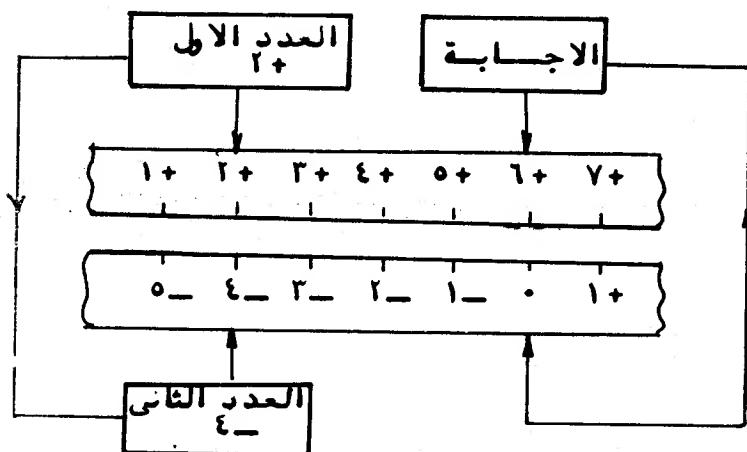 الاجـــابـــة
العدد الاول
+٢
+٧ +٦ +٥ +٤ +٣ +٢ +١
+١ ٠ -١ -٢ -٣ -٤ -٥
العدد الثانى
-٤